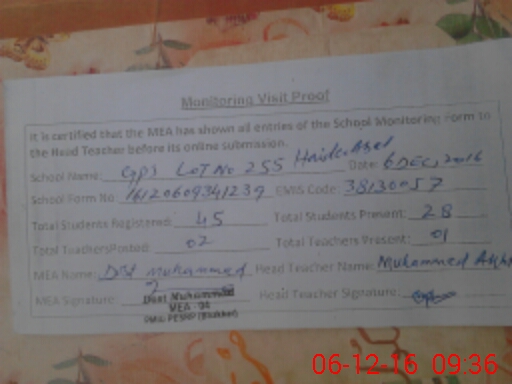 Monitoring Visit Proof
It is certified that the MEA has shown all entries of the School Monitoring Form to
the Head Teacher before its online submission.
School Name: GPS LOT No 255 Date: 6 Dec, 2016
School Form No: 16120609341239 EMIS Code: 38130057
Total Students Registered: 45 Total Students Present: 28
Total Teachers Posted: 02 Total Teachers Present: 01
MEA Name: Dost Muhammad Head Teacher Name: Muhammad
MEA Signature: Dost Muhammad Head Teacher Signature:
MEA
06-12-16 09:36